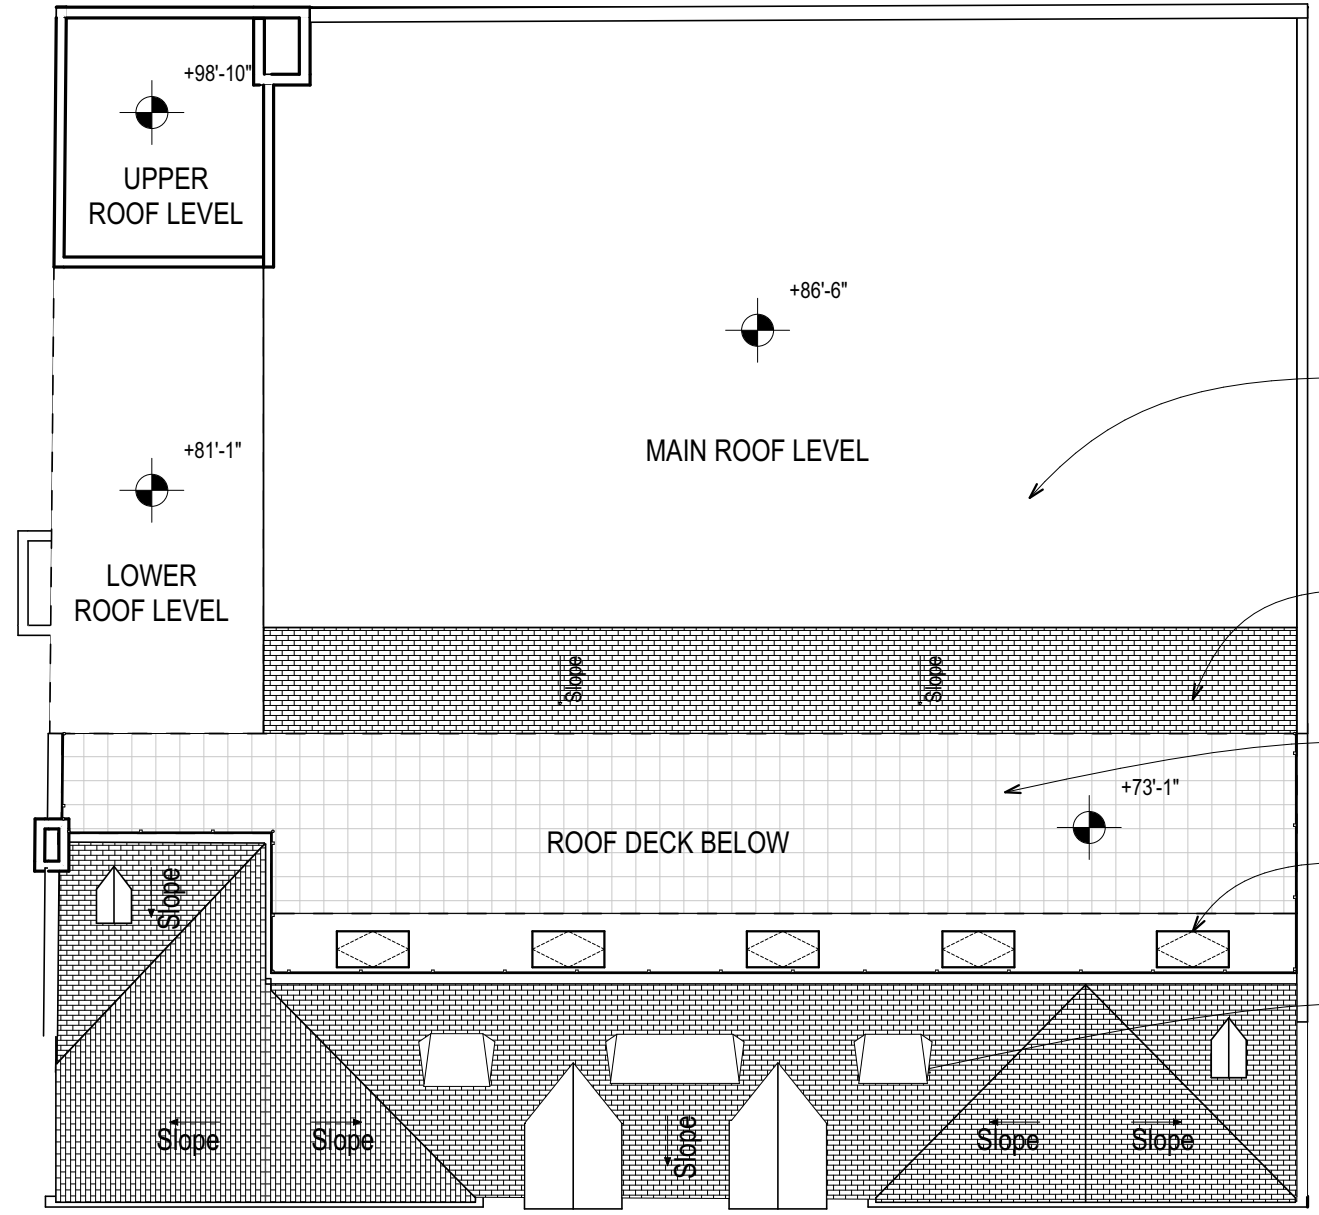 +98'-10"
UPPER
ROOF LEVEL
+86'-6"
MAIN ROOF LEVEL
+81'-1"
LOWER
ROOF LEVEL
Slope
Slope
+73'-1"
ROOF DECK BELOW
Slope
Slope
Slope
Slope
Slope
Slope